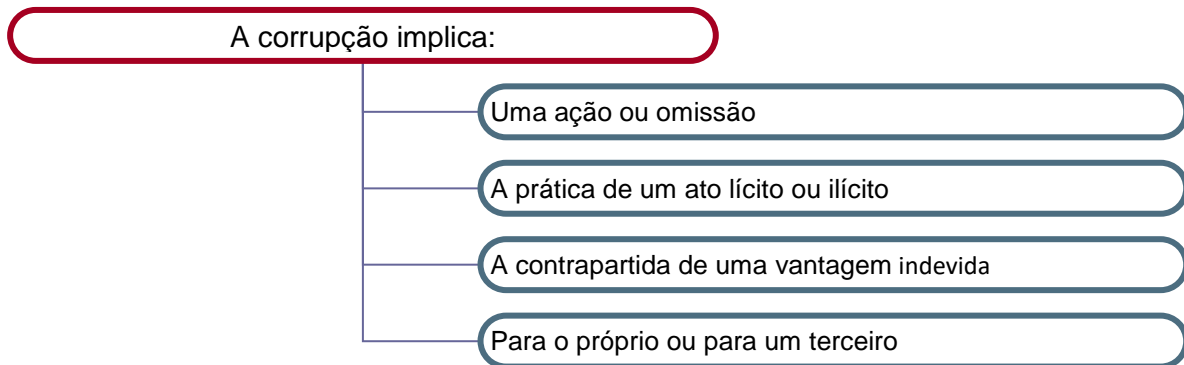 A corrupção implica:
Uma ação ou omissão
A prática de um ato lícito ou ilícito
A contrapartida de uma vantagem indevida
Para o próprio ou para um terceiro